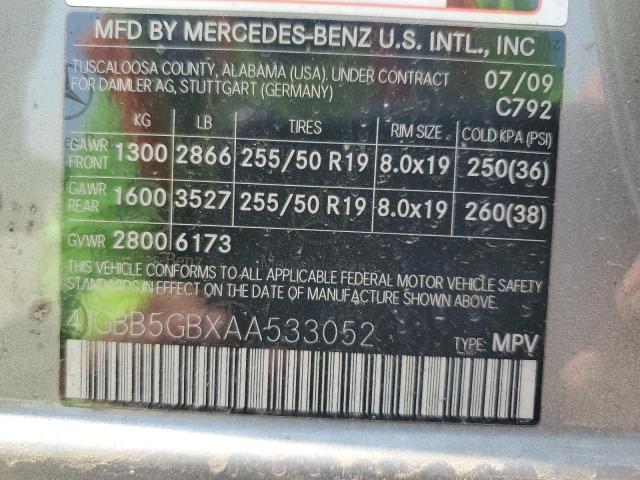 MFD BY MERCEDES-BENZ U.S. INTL., INC
TUSCALOOSA COUNTY, ALABAMA (USA), UNDER CONTRACT 07/09
FOR DAIMLER AG, STUTTGART (GERMANY) C792
KG LB TIRES RIM SIZE COLD KPA (PSI)
GAWR FRONT 1300 2866 255/50 R19 8.0x19 250(36)
GAWR REAR 1600 3527 255/50 R19 8.0x19 260(38)
GVWR 2800 6173
THIS VEHICLE CONFORMS TO ALL APPLICABLE FEDERAL MOTOR VEHICLE SAFETY
STANDARDS IN EFFECT ON THE DATE OF MANUFACTURE SHOWN ABOVE.
4JGBB5GBXAA533052 TYPE: MPV